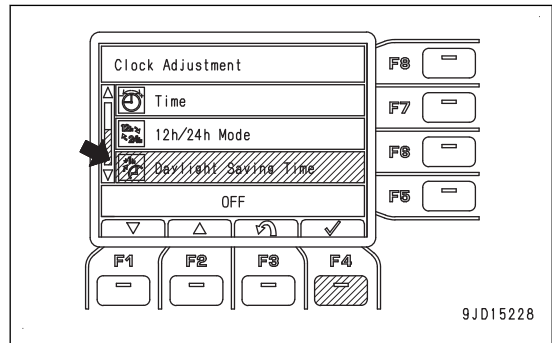 Clock Adjustment
Time
12h/24h Mode
Daylight Saving Time
OFF
F8
F7
F6
F5
F1
F2
F3
F4
9JD15228